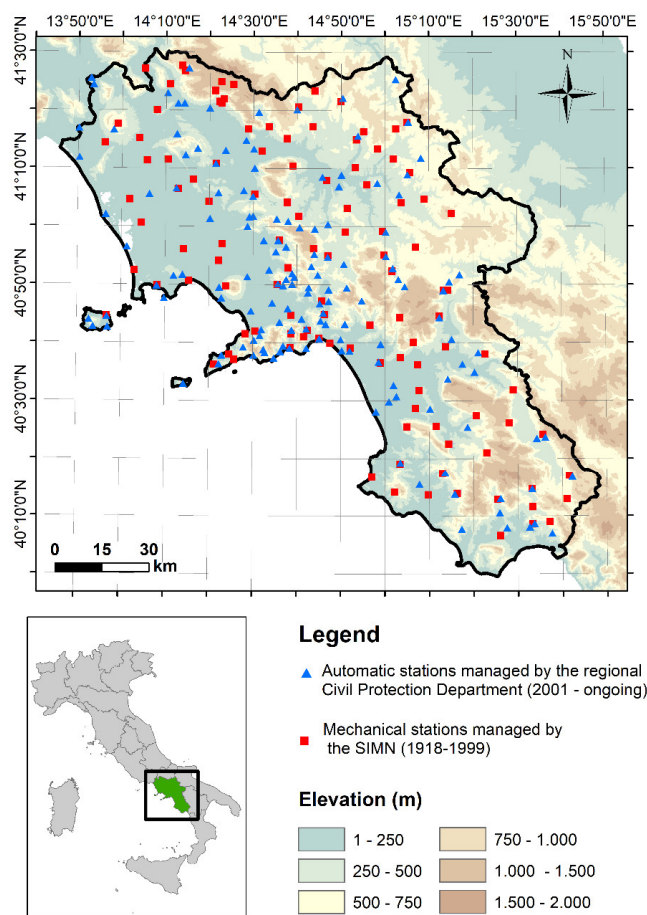 13°50'0"E 14°10'0"E 14°30'0"E 14°50'0"E 15°10'0"E 15°30'0"E 15°50'0"E
41°30'0"N
N
41°10'0"N
40°50'0"N
40°30'0"N
40°10'0"N
0 15 30
km
Legend
Automatic stations managed by the regional
Civil Protection Department (2001 - ongoing)
Mechanical stations managed by
the SIMN (1918-1999)
Elevation (m)
1 - 250 750 - 1.000
250 - 500 1.000 - 1.500
500 - 750 1.500 - 2.000